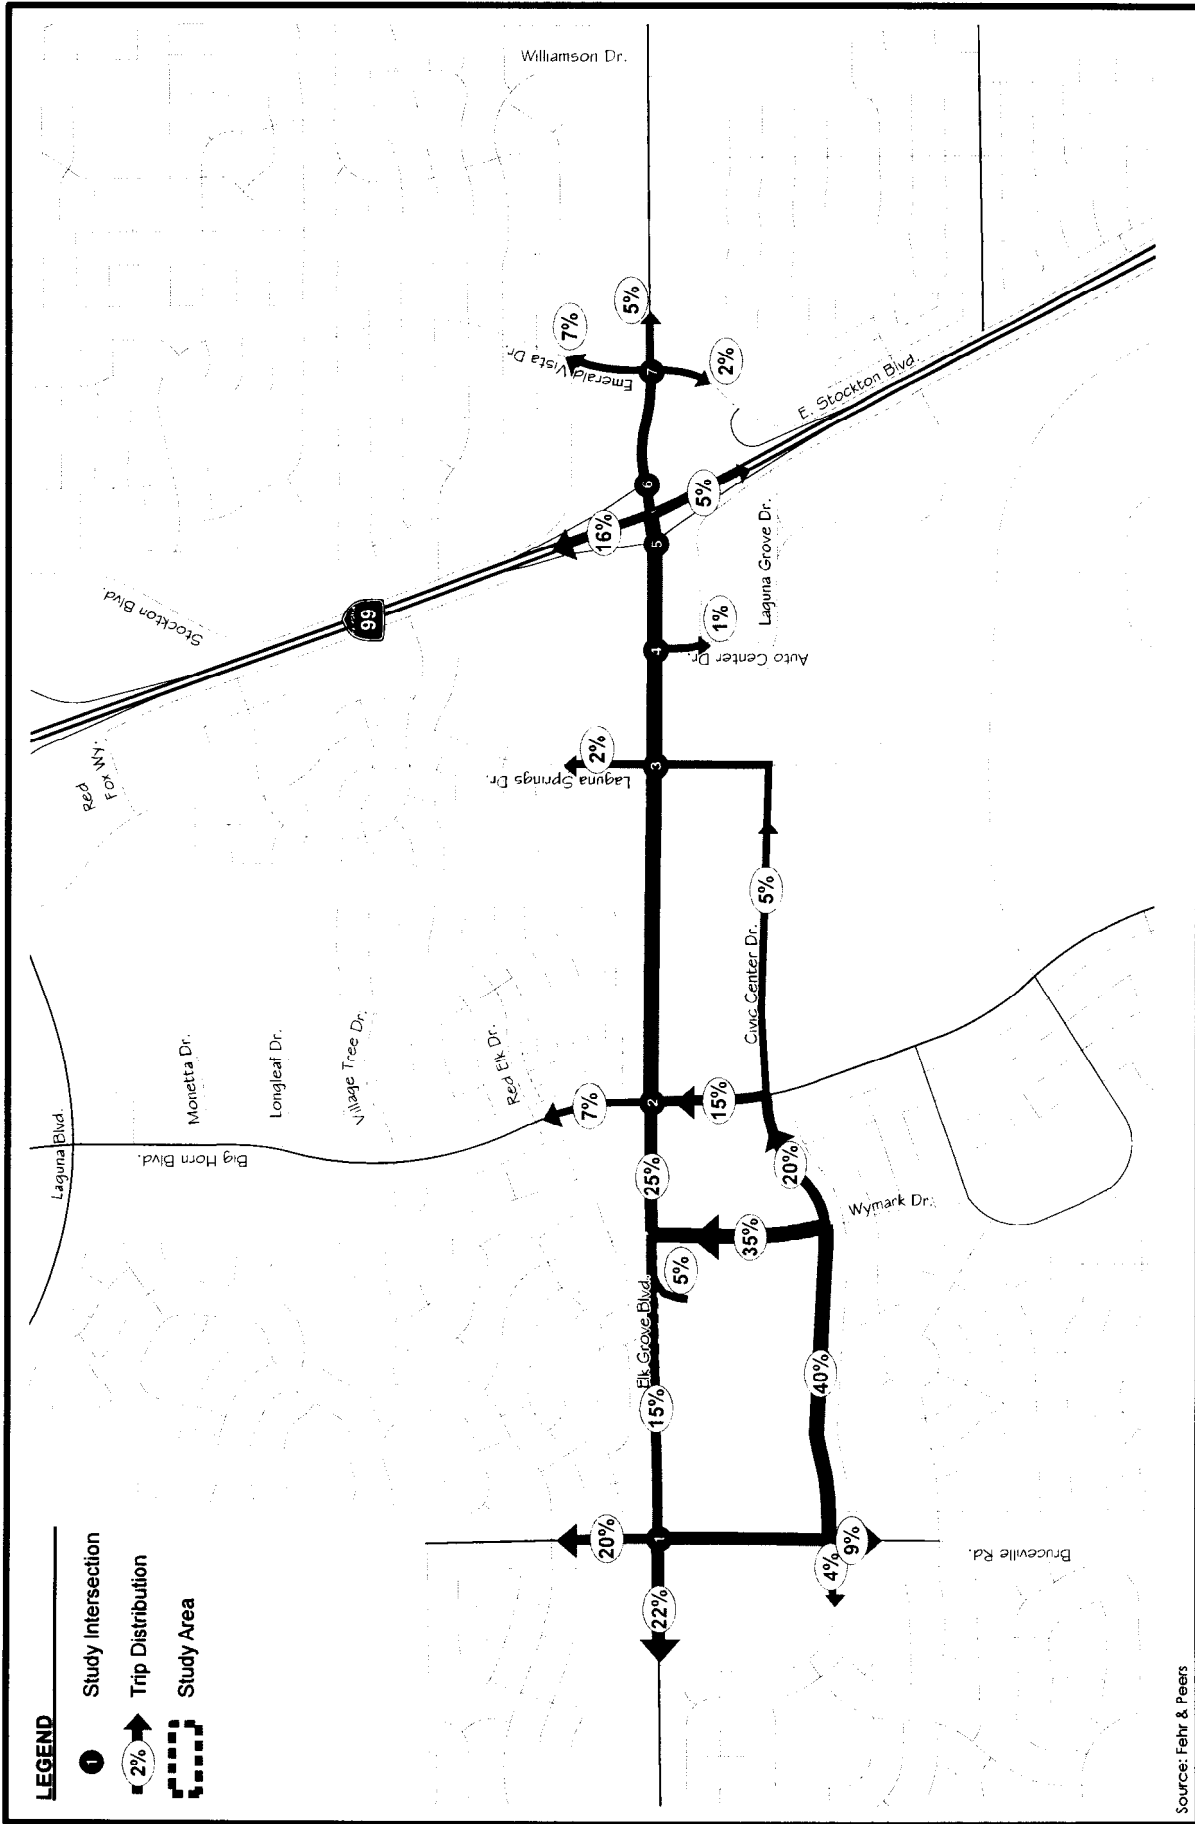 LEGEND
1 Study Intersection
2% Trip Distribution
Study Area
Williamson Dr.
Stockton Blvd.
99
Red
Fox Wy.
Laguna Blvd.
Big Horn Blvd.
Monetta Dr.
Longleaf Dr.
Village Tree Dr.
Red Elk Dr.
Laguna Springs Dr.
Emerald Vista Dr.
E. Stockton Blvd.
Laguna Grove Dr.
Auto Center Dr.
Elk Grove Blvd.
Civic Center Dr.
Wymark Dr.
Bruceville Rd.
22%
20%
1
15%
5%
25%
7%
2
2%
3
4
1%
16%
5
5%
6
7%
7
5%
2%
4%
9%
40%
35%
20%
15%
5%
Source: Fehr & Peers